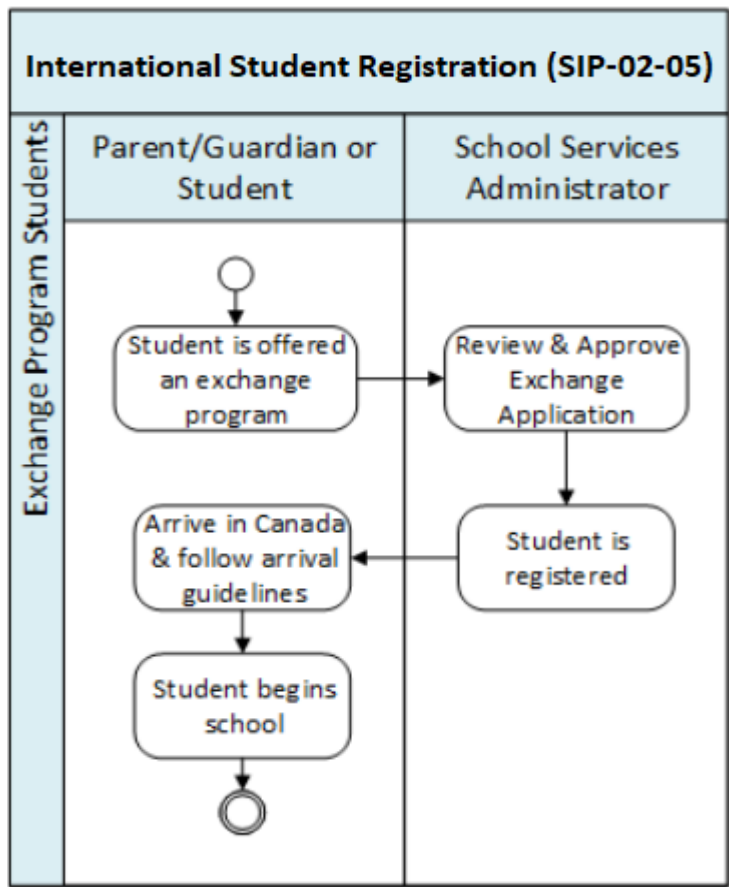 International Student Registration (SIP-02-05)
Exchange Program Students
Parent/Guardian or
Student
School Services
Administrator
Student is offered
an exchange
program
Review & Approve
Exchange
Application
Student is
registered
Arrive in Canada
& follow arrival
guidelines
Student begins
school